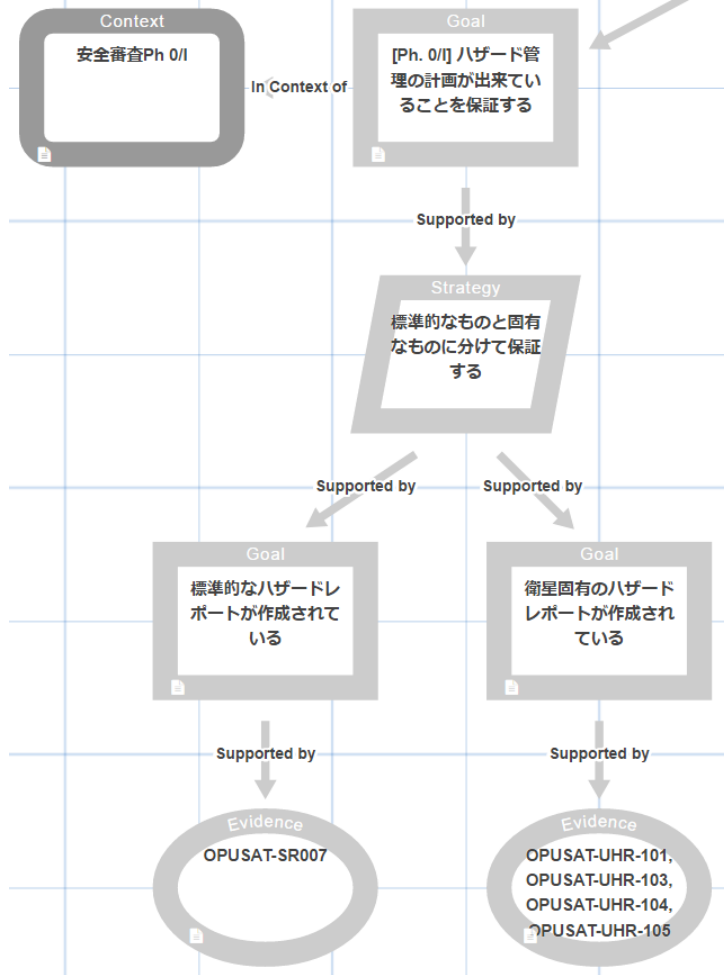 Context
安全審査Ph 0/I
In Context of
Goal
[Ph. 0/I] ハザード管
理の計画が出来てい
ることを保証する
Supported by
Strategy
標準的なものと固有
なものに分けて保証
する
Supported by
Supported by
Goal
標準的なハザードレ
ポートが作成されて
いる
Goal
衛星固有のハザード
レポートが作成され
ている
Supported by
Supported by
Evidence
OPUSAT-SR007
Evidence
OPUSAT-UHR-101,
OPUSAT-UHR-103,
OPUSAT-UHR-104,
OPUSAT-UHR-105